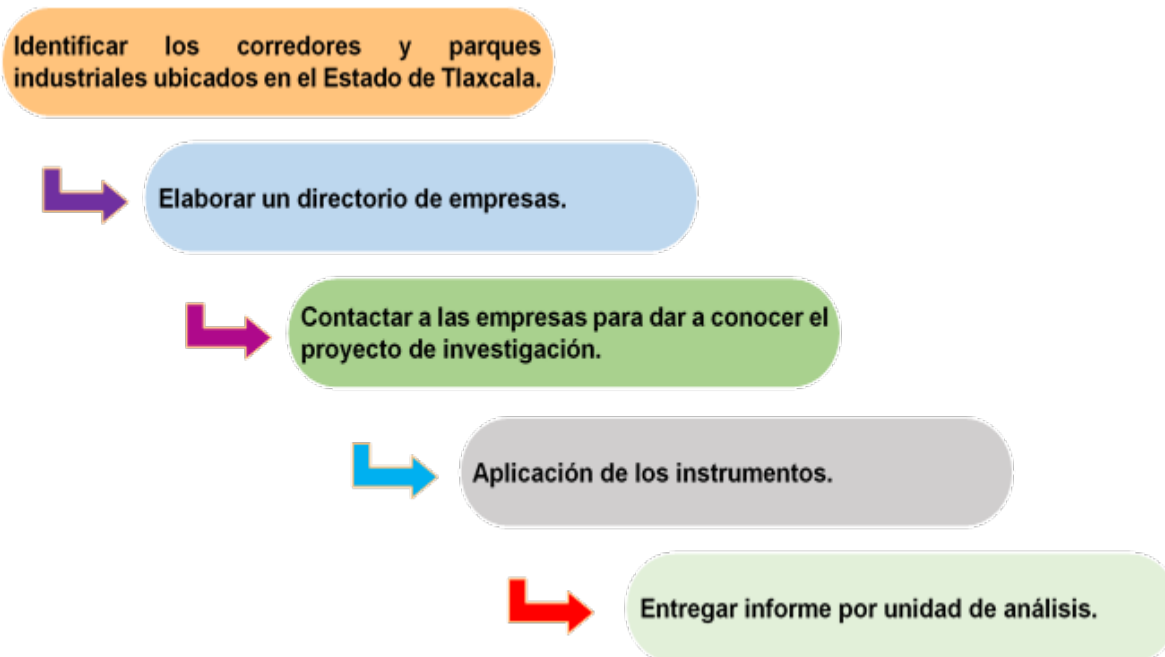 Identificar los corredores y parques
industriales ubicados en el Estado de Tlaxcala.
Elaborar un directorio de empresas.
Contactar a las empresas para dar a conocer el
proyecto de investigación.
Aplicación de los instrumentos.
Entregar informe por unidad de análisis.